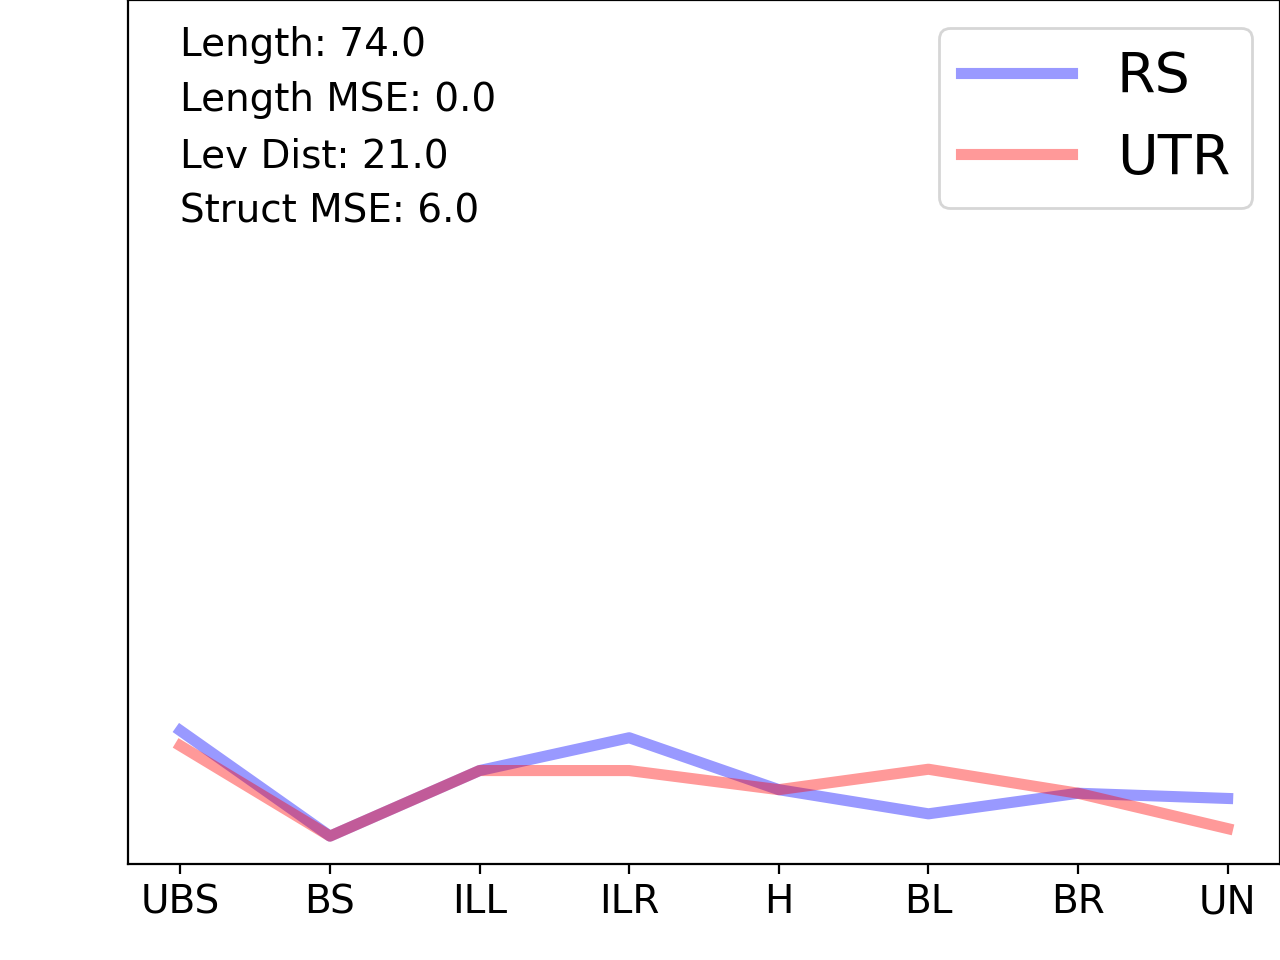 Length: 74.0
Length MSE: 0.0
Lev Dist: 21.0
Struct MSE: 6.0
RS
UTR
UBS BS ILL ILR H BL BR UN